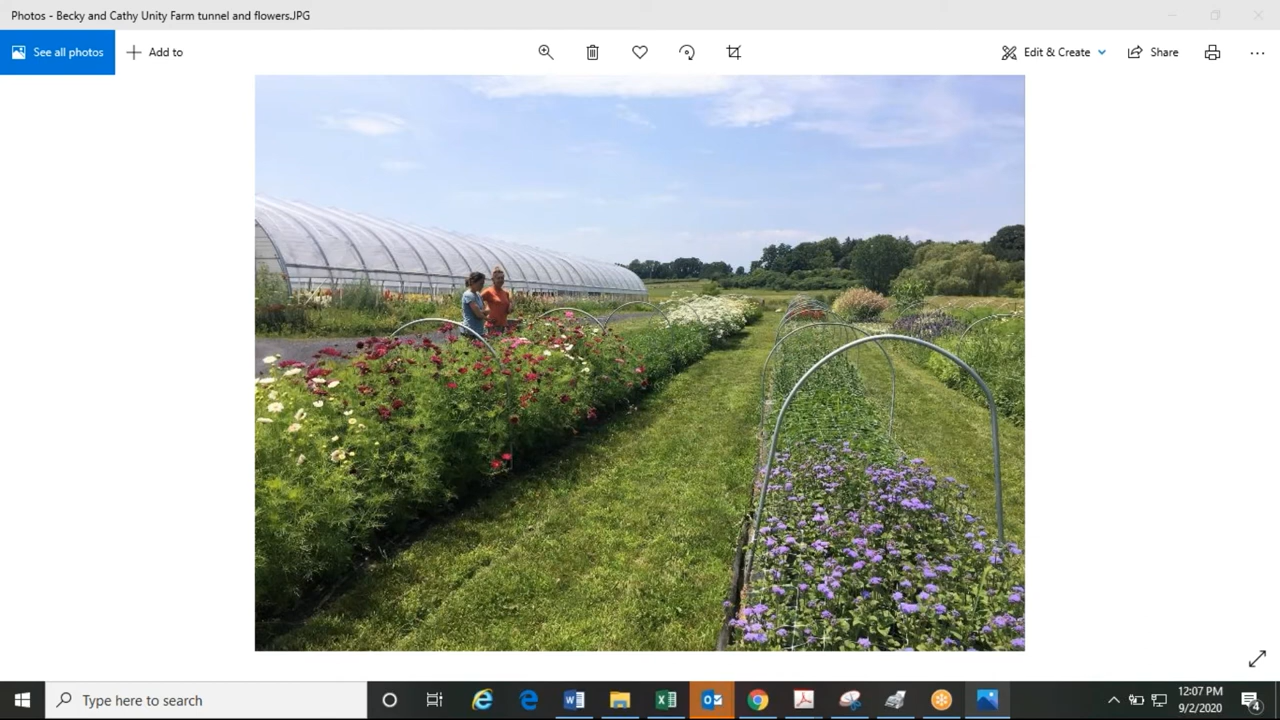 Photos - Becky and Cathy Unity Farm tunnel and flowers.JPG
See all photos
Add to
Edit & Create
Share
Type here to search
12:07 PM
9/2/2020
4